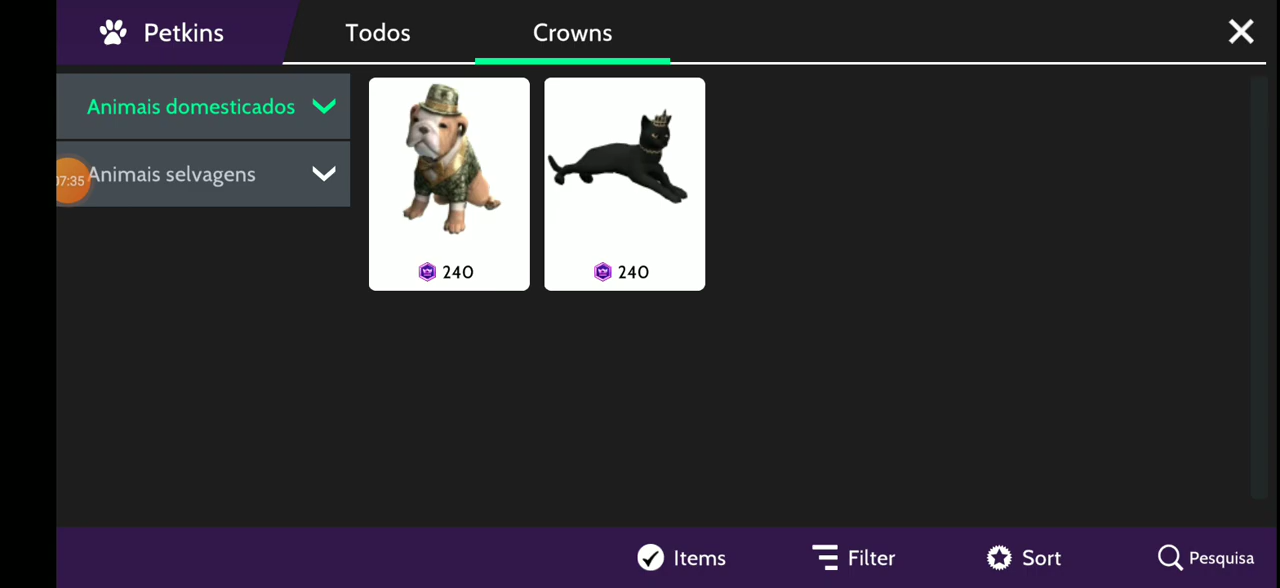 Petkins
Todos
Crowns
Animais domesticados
Animais selvagens
07:35
240
240
Items
Filter
Sort
Pesquisa